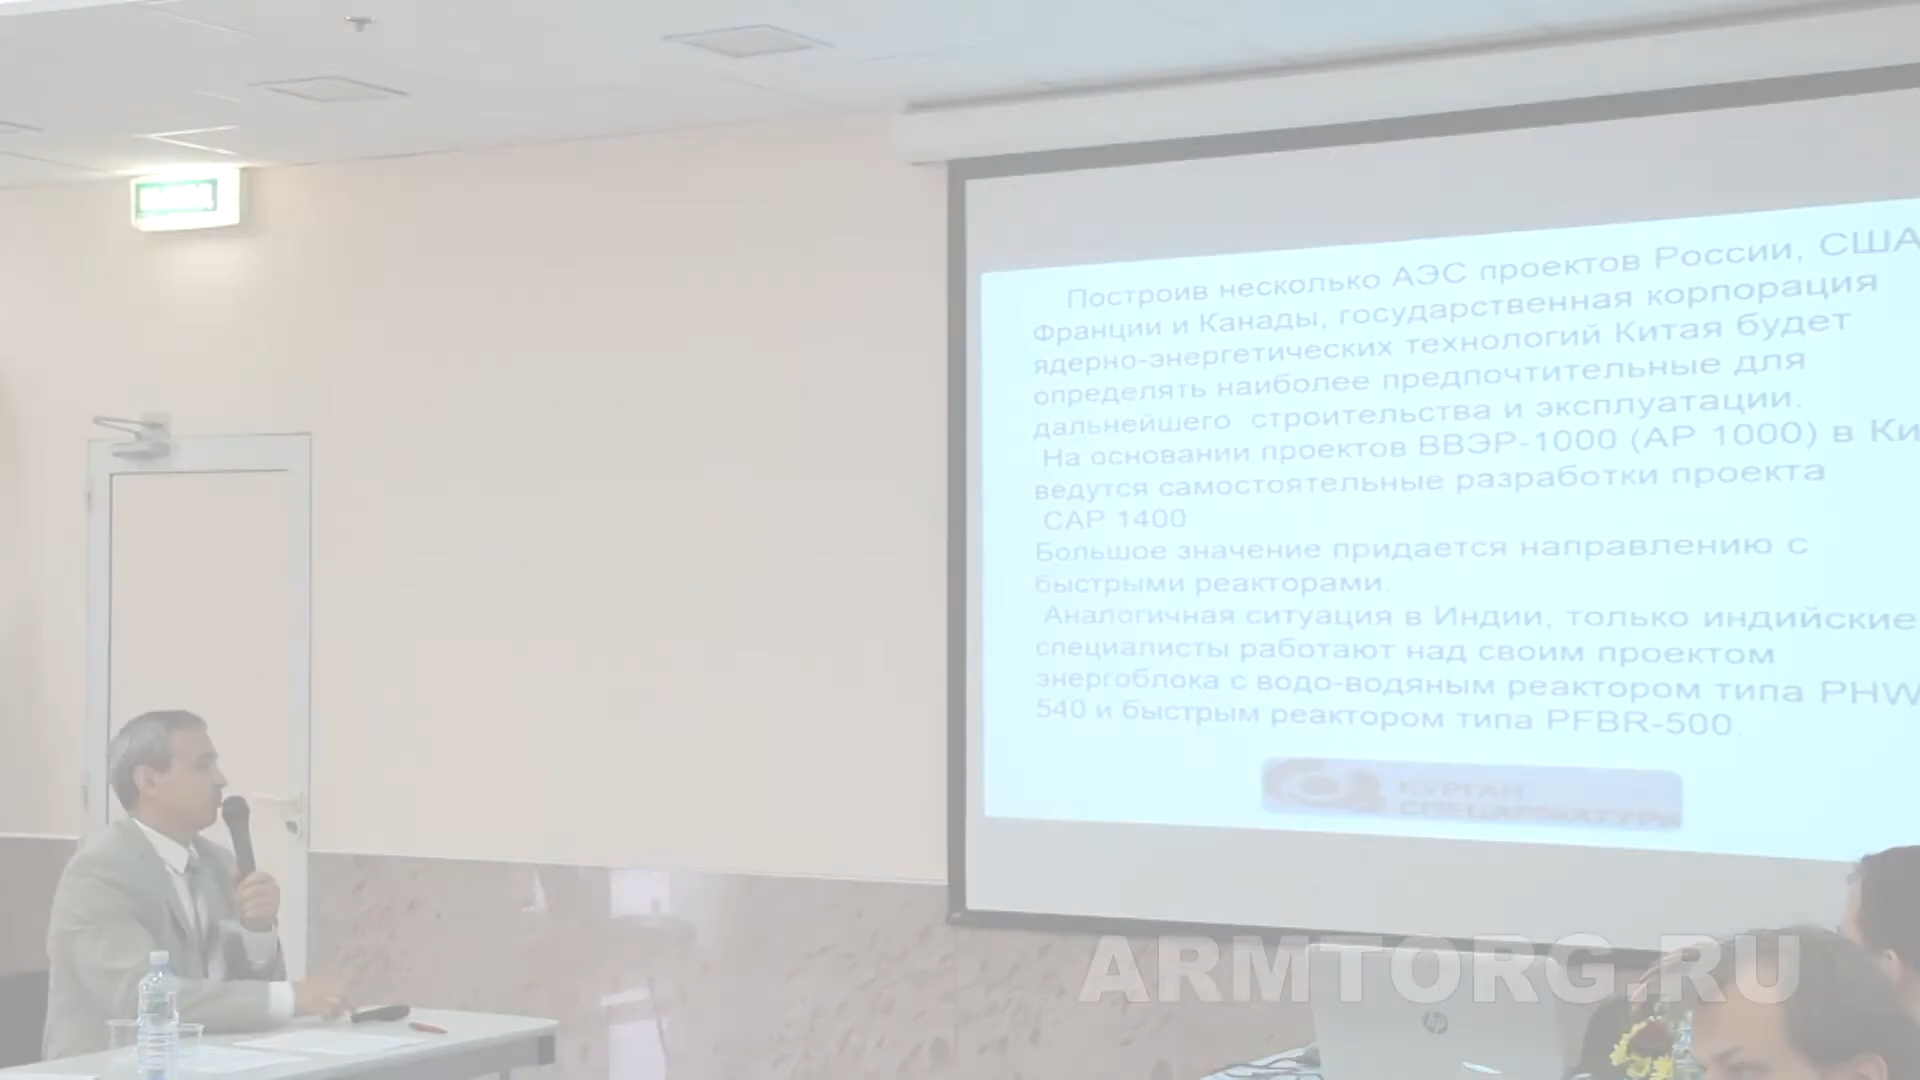 Построив несколько АЭС проектов России, США
Франции и Канады, государственная корпорация
ядерно-энергетических технологий Китая будет
определять наиболее предпочтительные для
дальнейшего строительства и эксплуатации.
На основании проектов ВВЭР-1000 (АР 1000) в Ки
ведутся самостоятельные разработки проекта
САР 1400
Большое значение придается направлению с
быстрыми реакторами.
Аналогичная ситуация в Индии, только индийские
специалисты работают над своим проектом
энергоблока с водо-водяным реактором типа PHW
540 и быстрым реактором типа PFBR-500.
КУРГАН
СПЕЦАРМАТУРА
ARMTORG.RU
hp